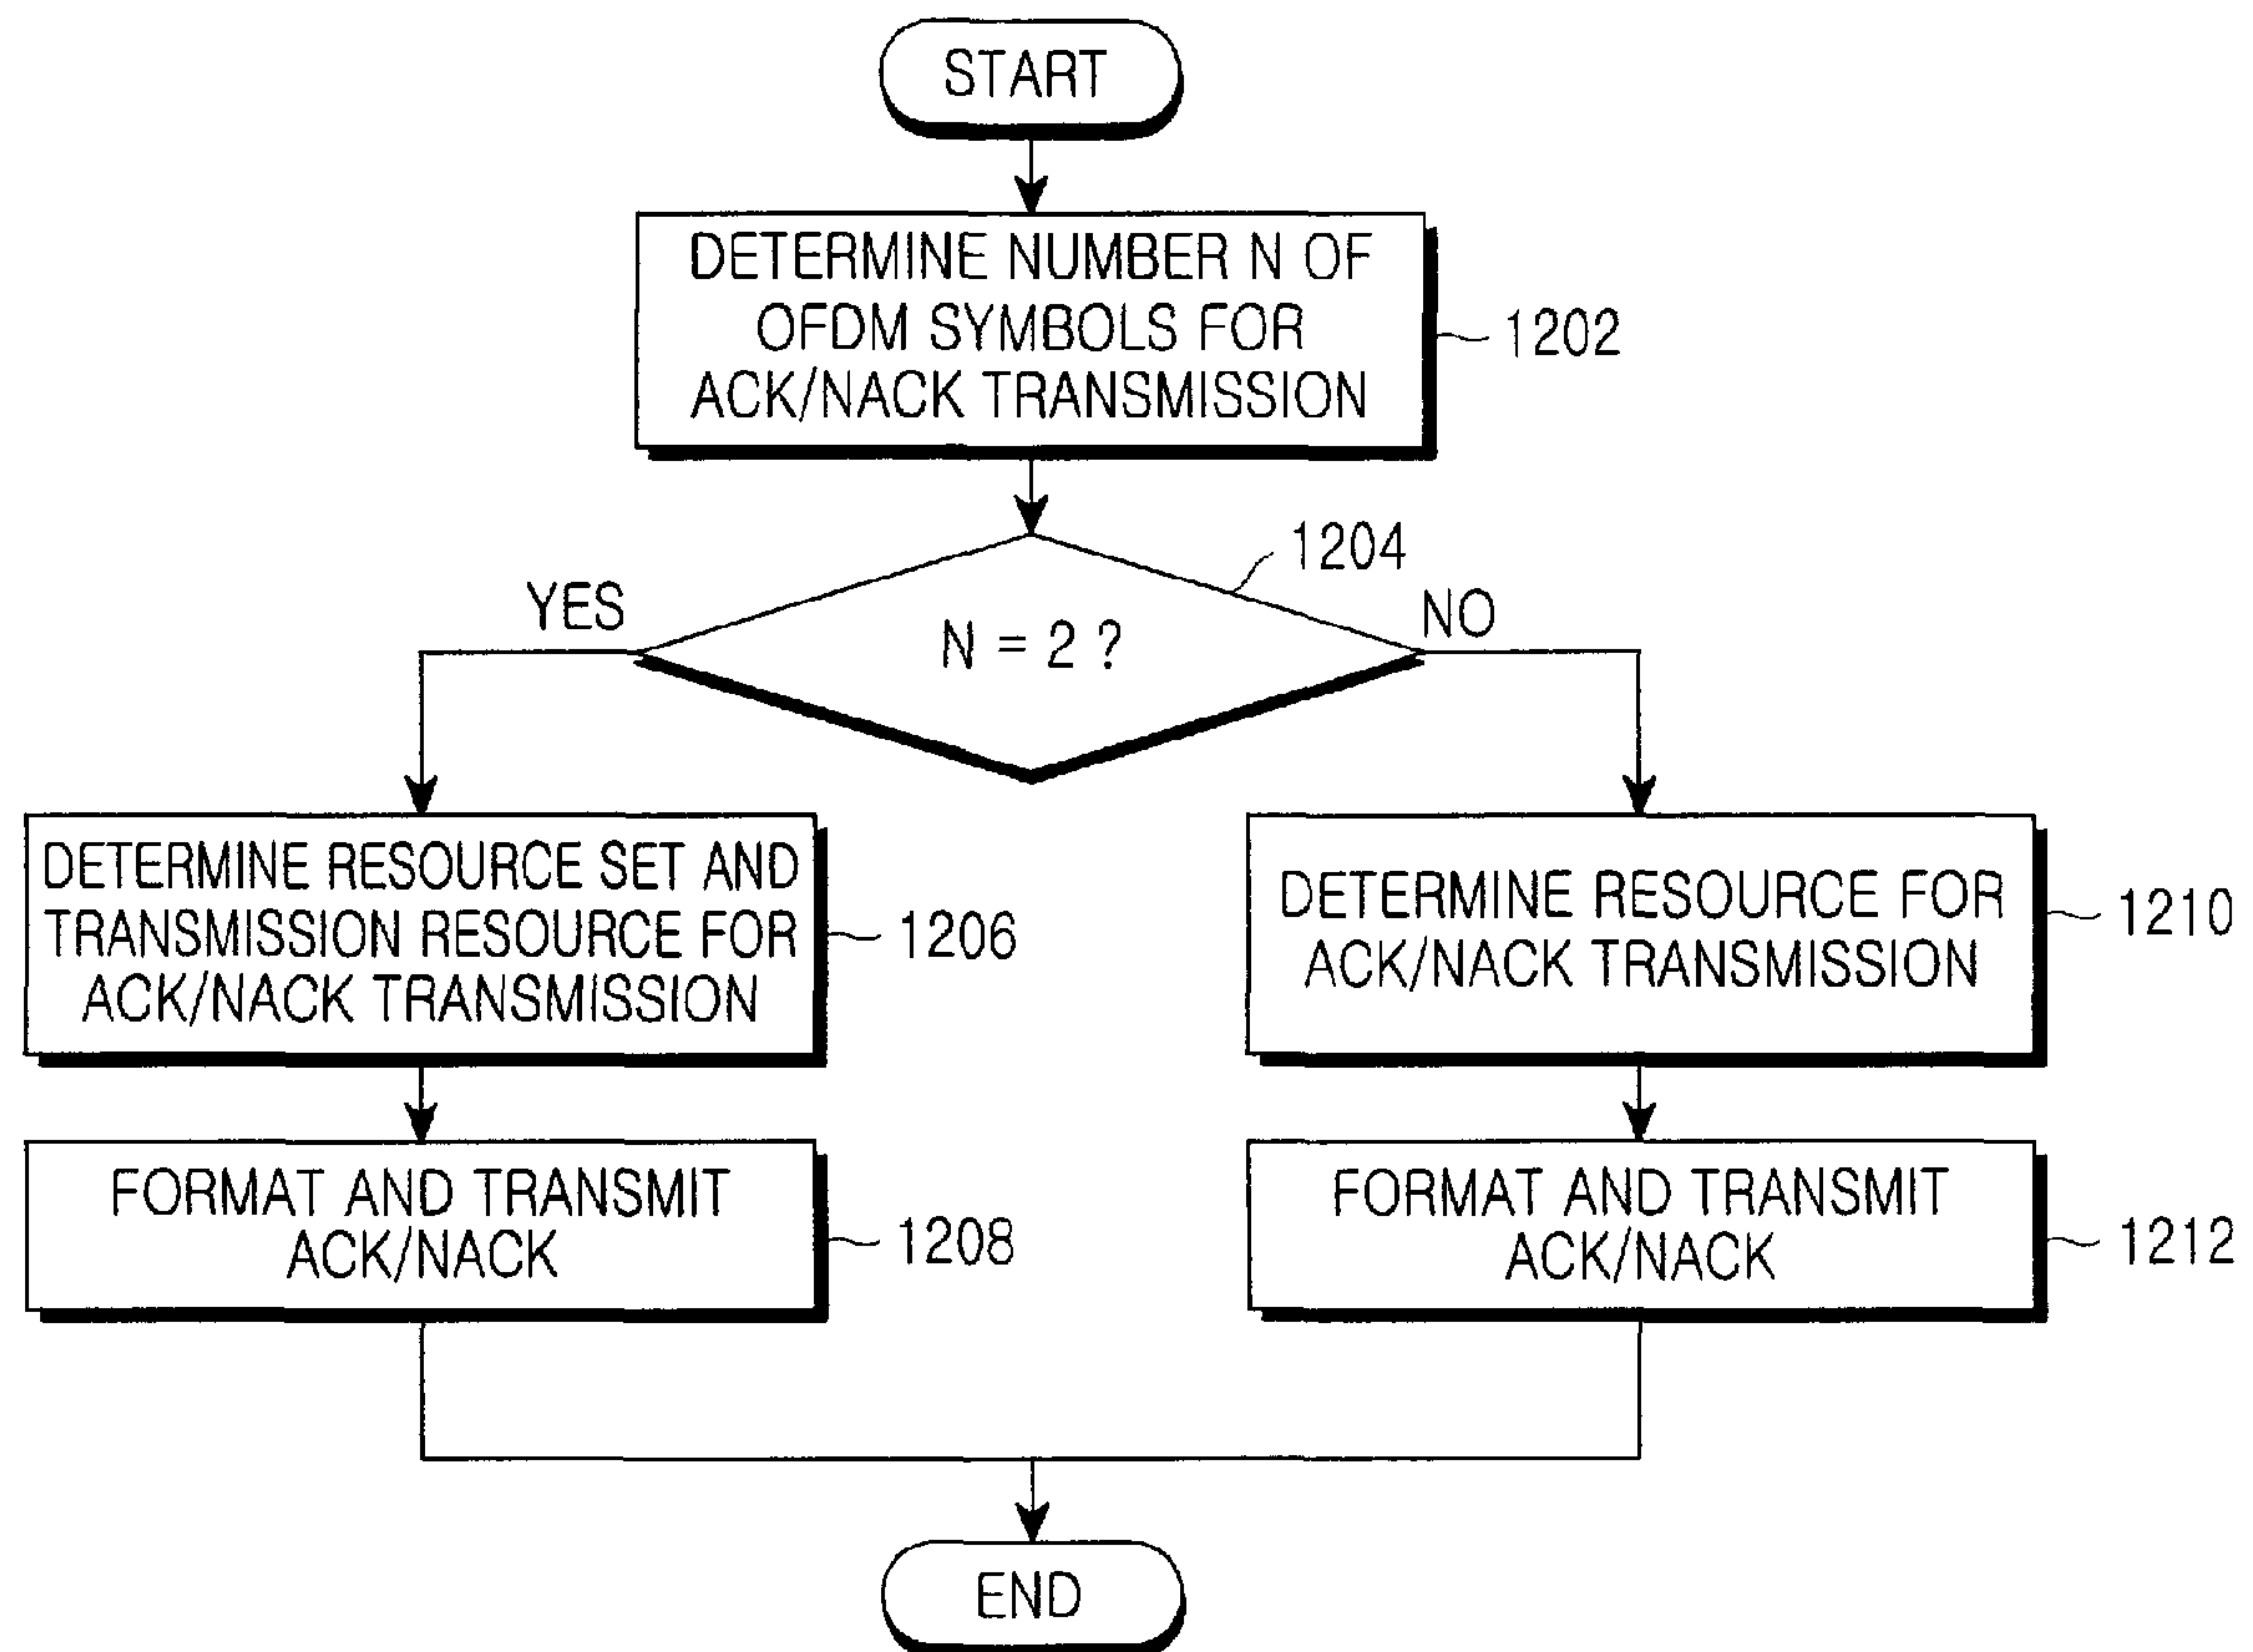 START
DETERMINE NUMBER N OF
OFDM SYMBOLS FOR
ACK/NACK TRANSMISSION
1202
1204
YES
N = 2 ?
NO
DETERMINE RESOURCE SET AND
TRANSMISSION RESOURCE FOR
ACK/NACK TRANSMISSION
1206
DETERMINE RESOURCE FOR
ACK/NACK TRANSMISSION
1210
FORMAT AND TRANSMIT
ACK/NACK
1208
FORMAT AND TRANSMIT
ACK/NACK
1212
END